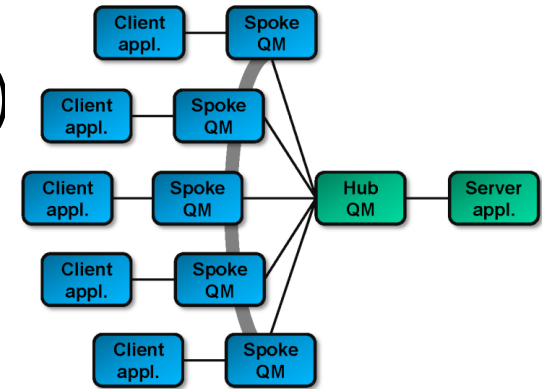 Client
appl.
Spoke
QM
Client
appl.
Spoke
QM
Client
appl.
Spoke
QM
Hub
QM
Server
appl.
Client
appl.
Spoke
QM
Client
appl.
Spoke
QM